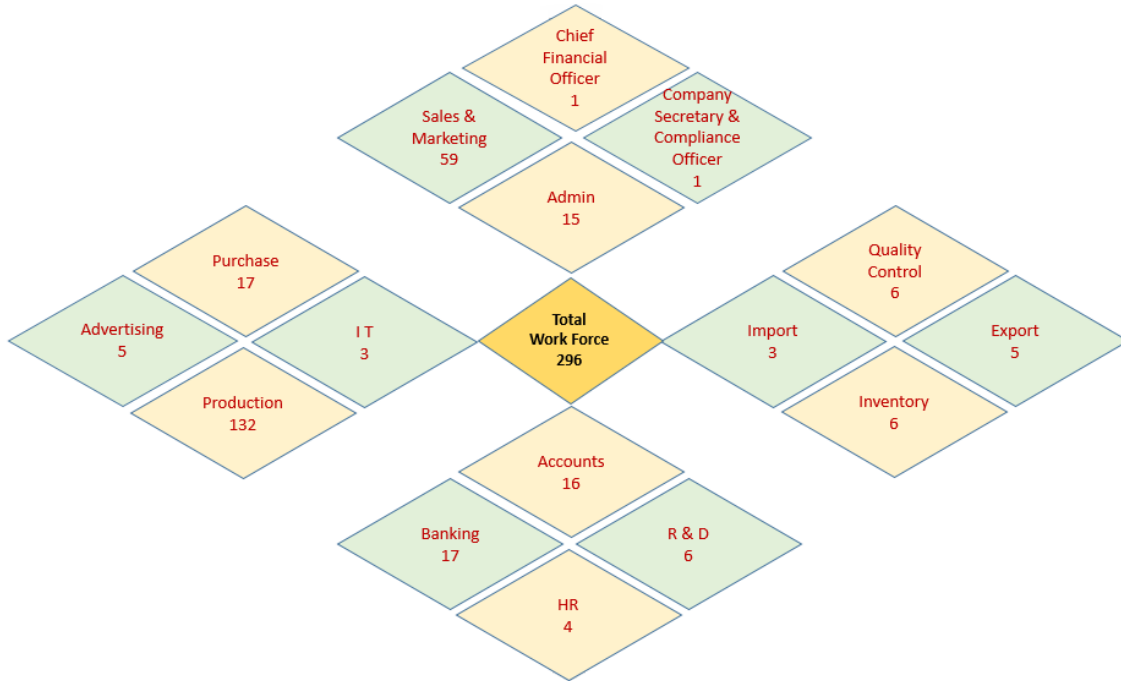 Chief
Financial
Officer
1
Sales &
Marketing
59
Company
Secretary &
Compliance
Officer
1
Admin
15
Purchase
17
Advertising
5
I T
3
Production
132
Total
Work Force
296
Quality
Control
6
Import
3
Export
5
Inventory
6
Accounts
16
Banking
17
R & D
6
HR
4